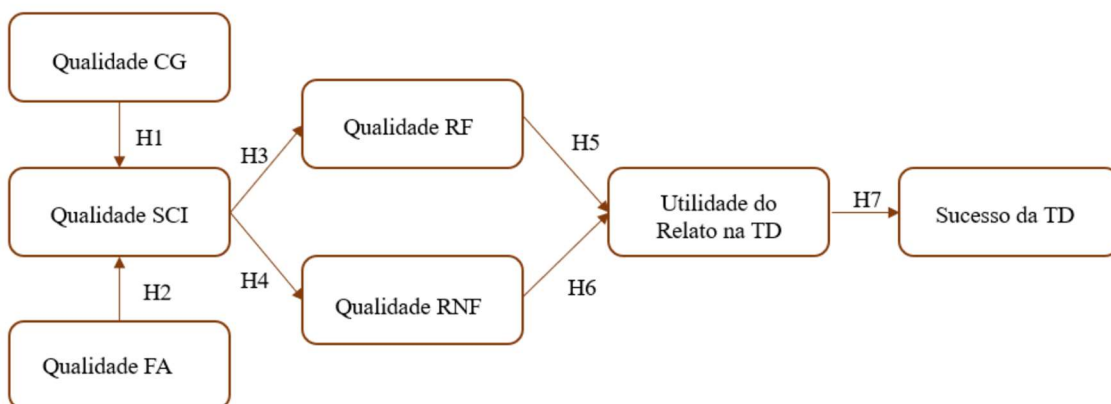 Qualidade CG
H1
Qualidade SCI
H2
Qualidade FA
H3
H4
Qualidade RF
Qualidade RNF
H5
H6
Utilidade do
Relato na TD
H7
Sucesso da TD